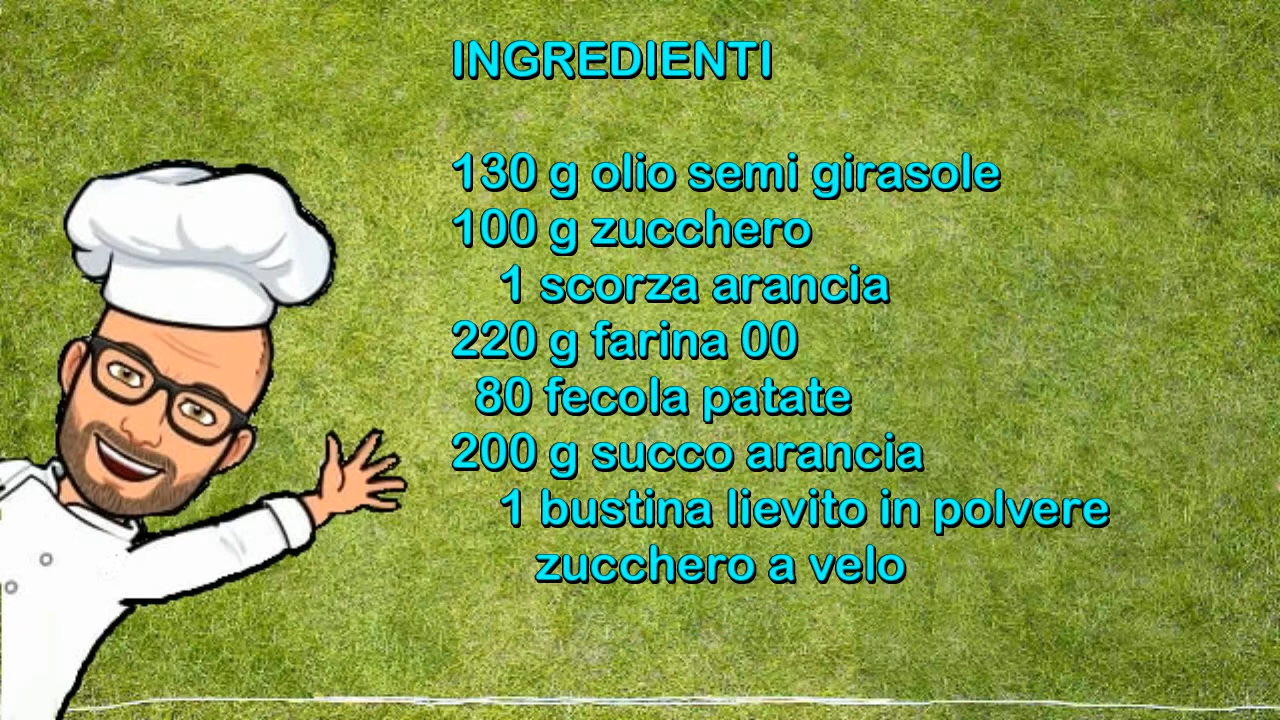 INGREDIENTI
130 g olio semi girasole
100 g zucchero
1 scorza arancia
220 g farina 00
80 fecola patate
200 g succo arancia
1 bustina lievito in polvere
zucchero a velo